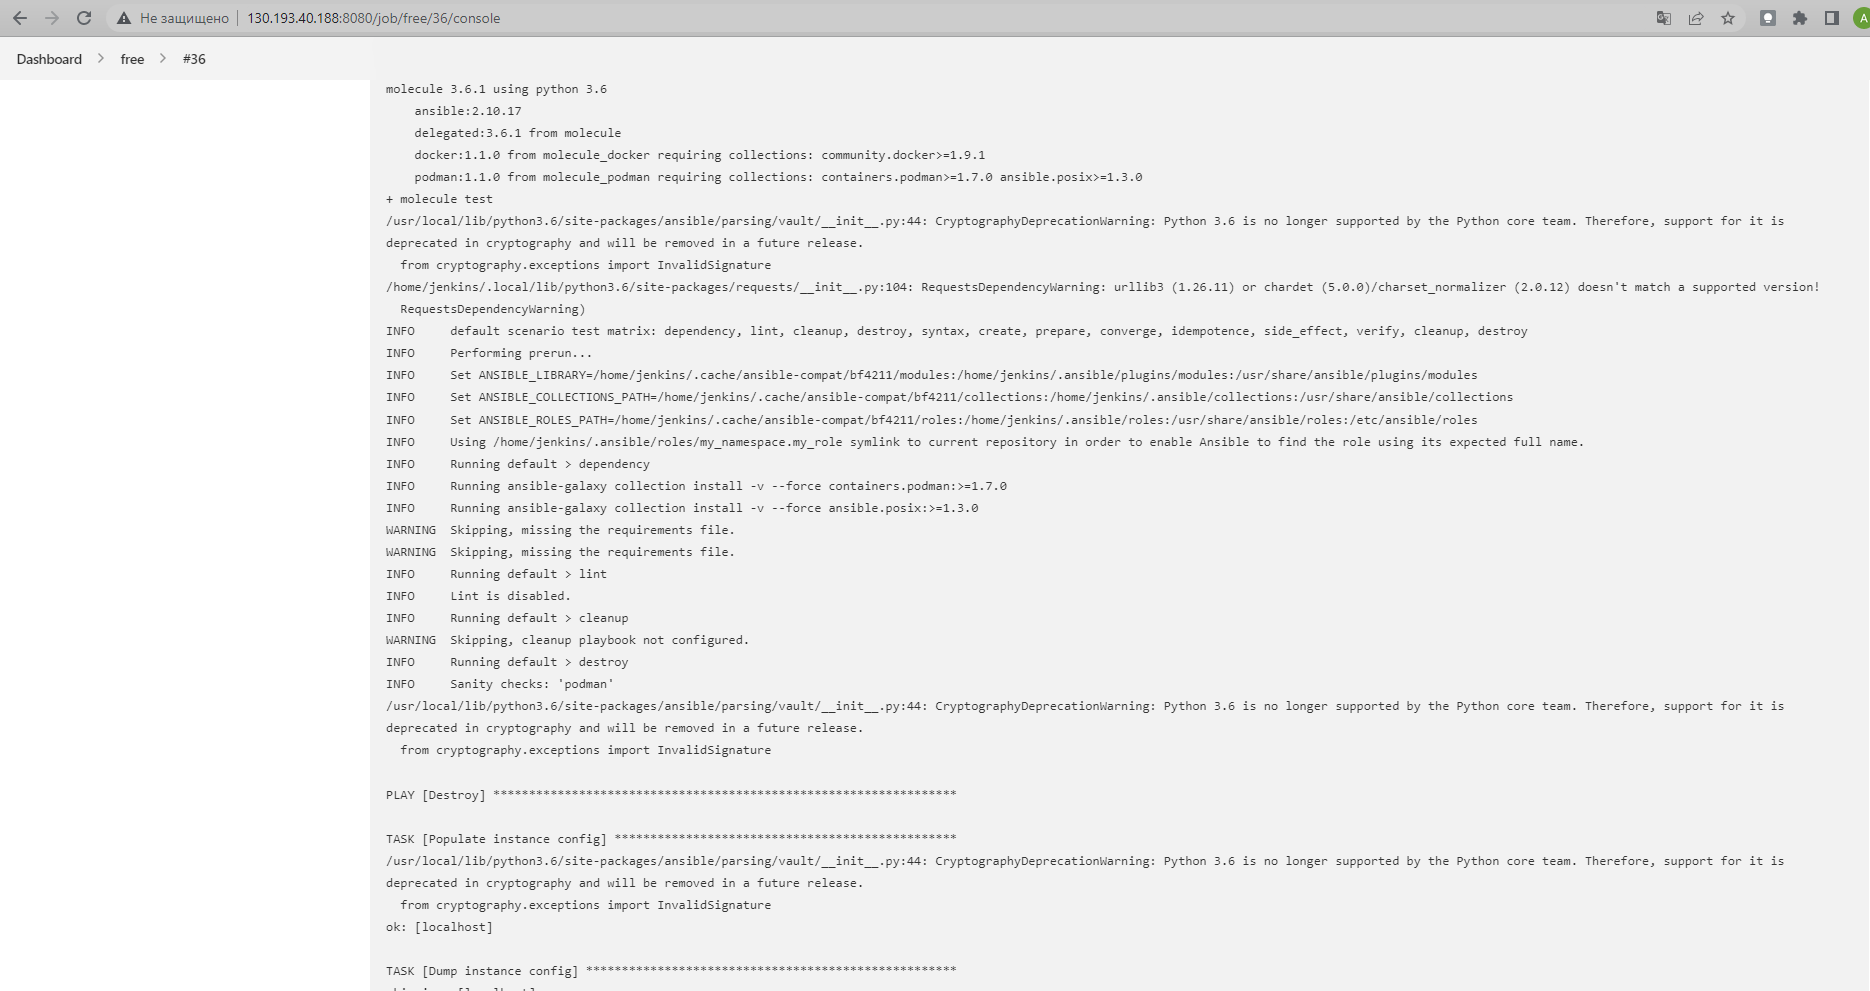 Не защищено 130.193.40.188:8080/job/free/36/console
A
Dashboard > free > #36
molecule 3.6.1 using python 3.6
ansible:2.10.17
delegated:3.6.1 from molecule
docker:1.1.0 from molecule_docker requiring collections: community.docker>=1.9.1
podman:1.1.0 from molecule_podman requiring collections: containers.podman>=1.7.0 ansible.posix>=1.3.0
+ molecule test
/usr/local/lib/python3.6/site-packages/ansible/parsing/vault/__init__.py:44: CryptographyDeprecationWarning: Python 3.6 is no longer supported by the Python core team. Therefore, support for it is
deprecated in cryptography and will be removed in a future release.
from cryptography.exceptions import InvalidSignature
/home/jenkins/.local/lib/python3.6/site-packages/requests/__init__.py:104: RequestsDependencyWarning: urllib3 (1.26.11) or chardet (5.0.0)/charset_normalizer (2.0.12) doesn't match a supported version!
RequestsDependencyWarning)
INFO default scenario test matrix: dependency, lint, cleanup, destroy, syntax, create, prepare, converge, idempotence, side_effect, verify, cleanup, destroy
INFO Performing prerun...
INFO Set ANSIBLE_LIBRARY=/home/jenkins/.cache/ansible-compat/bf4211/modules:/home/jenkins/.ansible/plugins/modules:/usr/share/ansible/plugins/modules
INFO Set ANSIBLE_COLLECTIONS_PATH=/home/jenkins/.cache/ansible-compat/bf4211/collections:/home/jenkins/.ansible/collections:/usr/share/ansible/collections
INFO Set ANSIBLE_ROLES_PATH=/home/jenkins/.cache/ansible-compat/bf4211/roles:/home/jenkins/.ansible/roles:/usr/share/ansible/roles:/etc/ansible/roles
INFO Using /home/jenkins/.ansible/roles/my_namespace.my_role symlink to current repository in order to enable Ansible to find the role using its expected full name.
INFO Running default > dependency
INFO Running ansible-galaxy collection install -v --force containers.podman:>=1.7.0
INFO Running ansible-galaxy collection install -v --force ansible.posix:>=1.3.0
WARNING Skipping, missing the requirements file.
WARNING Skipping, missing the requirements file.
INFO Running default > lint
INFO Lint is disabled.
INFO Running default > cleanup
WARNING Skipping, cleanup playbook not configured.
INFO Running default > destroy
INFO Sanity checks: 'podman'
/usr/local/lib/python3.6/site-packages/ansible/parsing/vault/__init__.py:44: CryptographyDeprecationWarning: Python 3.6 is no longer supported by the Python core team. Therefore, support for it is
deprecated in cryptography and will be removed in a future release.
from cryptography.exceptions import InvalidSignature
PLAY [Destroy] *****************************************************************
TASK [Populate instance config] ************************************************
/usr/local/lib/python3.6/site-packages/ansible/parsing/vault/__init__.py:44: CryptographyDeprecationWarning: Python 3.6 is no longer supported by the Python core team. Therefore, support for it is
deprecated in cryptography and will be removed in a future release.
from cryptography.exceptions import InvalidSignature
ok: [localhost]
TASK [Dump instance config] ****************************************************